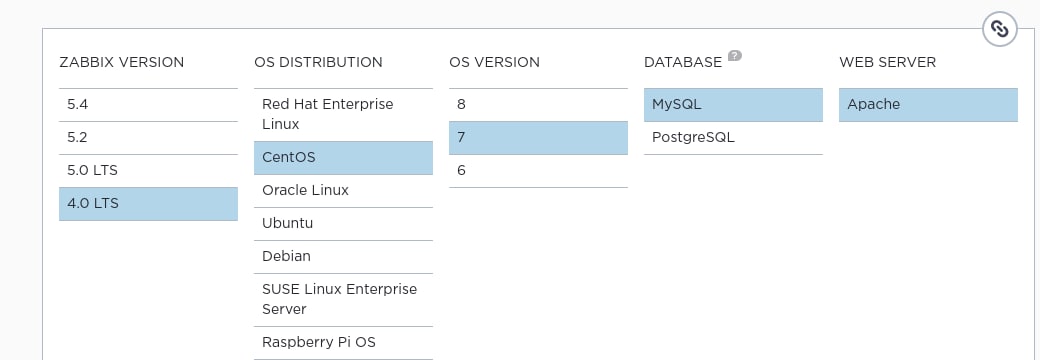 ZABBIX VERSION
5.4
5.2
5.0 LTS
4.0 LTS
OS DISTRIBUTION
Red Hat Enterprise
Linux
CentOS
Oracle Linux
Ubuntu
Debian
SUSE Linux Enterprise
Server
Raspberry Pi OS
OS VERSION
8
7
6
DATABASE ?
MySQL
PostgreSQL
WEB SERVER
Apache